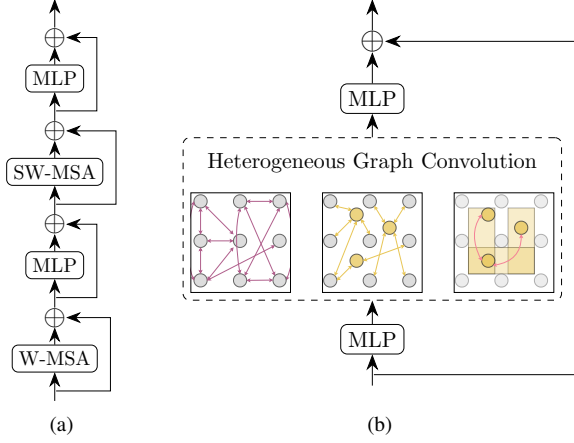 MLP
SW-MSA
MLP
W-MSA
(a)
MLP
Heterogeneous Graph Convolution
MLP
(b)